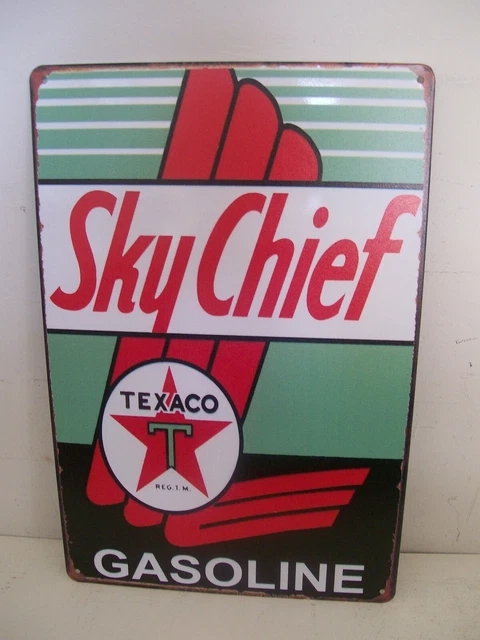 Sky Chief
TEXACO
T
REG. T.M.
GASOLINE